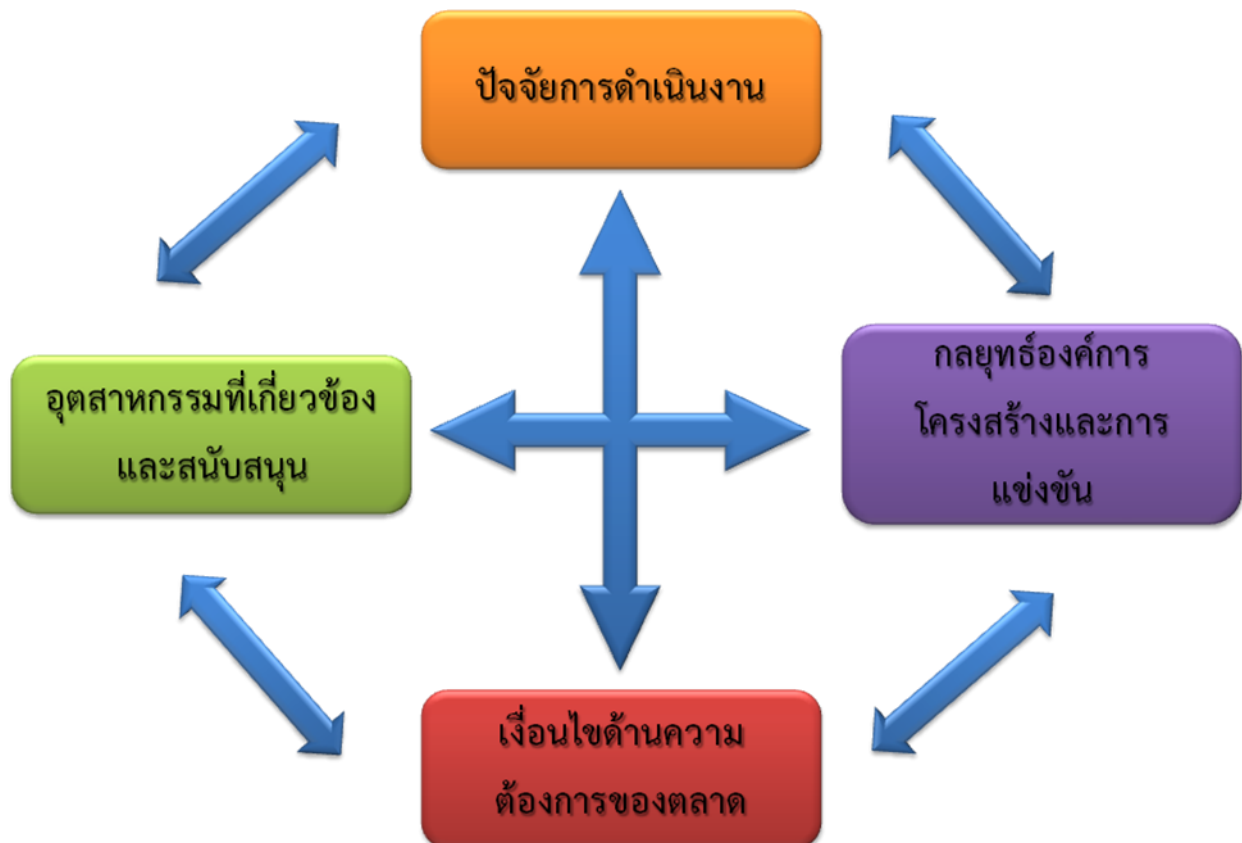 ปัจจัยการดำเนินงาน
อุตสาหกรรมที่เกี่ยวข้อง
และสนับสนุน
กลยุทธ์องค์การ
โครงสร้างและการ
แข่งขัน
เงื่อนไขด้านความ
ต้องการของตลาด